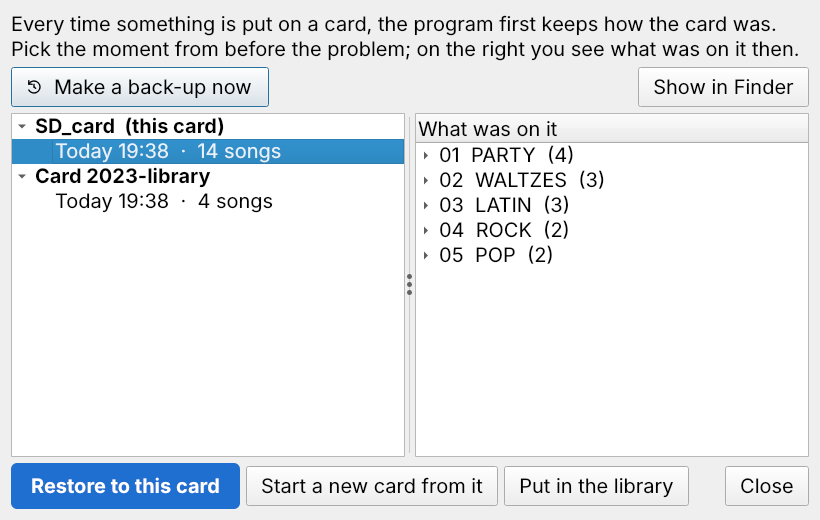 Every time something is put on a card, the program first keeps how the card was.
Pick the moment from before the problem; on the right you see what was on it then.
Make a back-up now
Show in Finder
SD_card (this card)
Today 19:38 · 14 songs
Card 2023-library
Today 19:38 · 4 songs
What was on it
01 PARTY (4)
02 WALTZES (3)
03 LATIN (3)
04 ROCK (2)
05 POP (2)
Restore to this card
Start a new card from it
Put in the library
Close